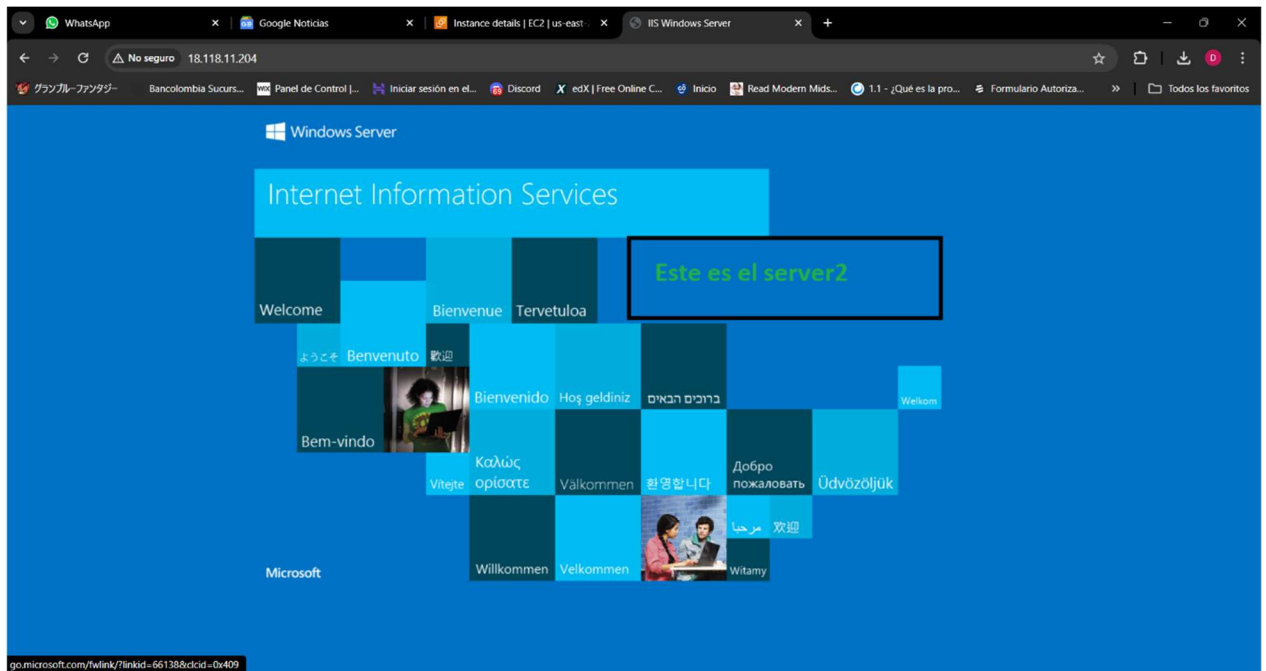 WhatsApp
Google Noticias
Instance details | EC2 | us-east-
IIS Windows Server
No seguro 18.118.11.204
グランブルーファンタジー
Bancolombia Sucurs...
Panel de Control |...
Iniciar sesión en el...
Discord
edX | Free Online C...
Inicio
Read Modern Mids...
1.1 - ¿Qué es la pro...
Formulario Autoriza...
Todos los favoritos
Windows Server
Internet Information Services
Este es el server2
Welcome
Bienvenue
Tervetuloa
ようこそ
Benvenuto
歡迎
Bienvenido
Hoş geldiniz
ברוכים הבאים
Welkom
Bem-vindo
Vítejte
Καλώς
ορίσατε
Välkommen
환영합니다
Добро
пожаловать
Üdvözöljük
مرحبا
欢迎
Willkommen
Velkommen
Witamy
Microsoft
go.microsoft.com/fwlink/?linkid=66138&clcid=0x409